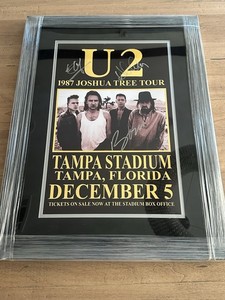 U2
1987 JOSHUA TREE TOUR
TAMPA STADIUM
TAMPA, FLORIDA
DECEMBER 5
TICKETS ON SALE NOW AT THE STADIUM BOX OFFICE